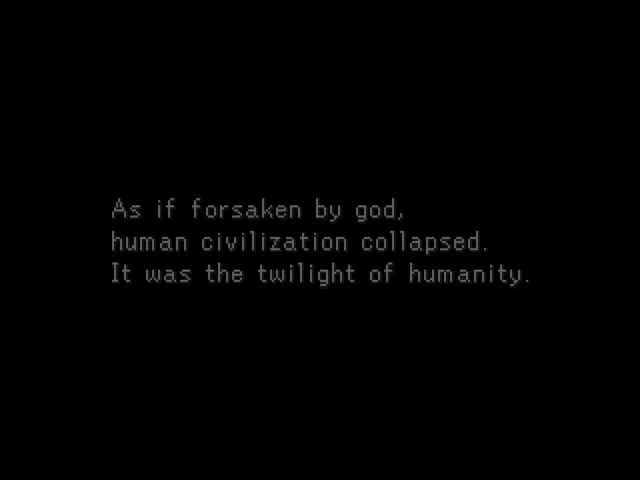 As if forsaken by god,
human civilization collapsed.
It was the twilight of humanity.